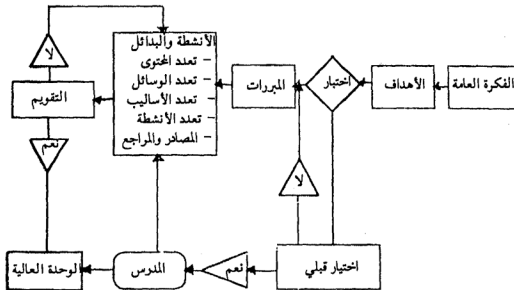 الفكرة العامة
الأهداف
اختبار
المبررات
الأنشطة والبدائل
– تعدد المحتوى
– تعدد الوسائل
– تعدد الأساليب
– تعدد الأنشطة
– المصادر والمراجع
لا
التقويم
نعم
لا
اختيار قبلي
نعم
المدرس
الوحدة العالية